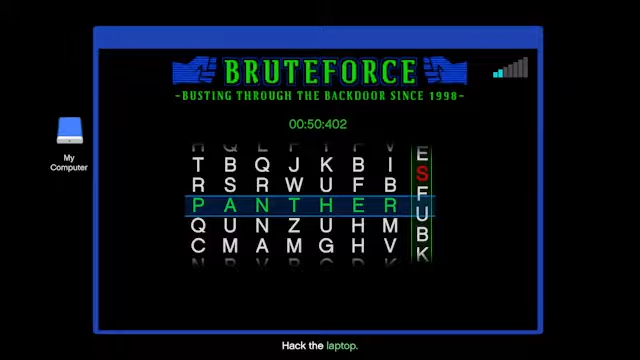 BRUTEFORCE
-BUSTING THROUGH THE BACKDOOR SINCE 1998-
00:50:402
E
T B Q J K B I S
R S R W U F B F
P A N T H E R
Q U N Z U H M U
B
C M A M G H V K
My
Computer
Hack the laptop.